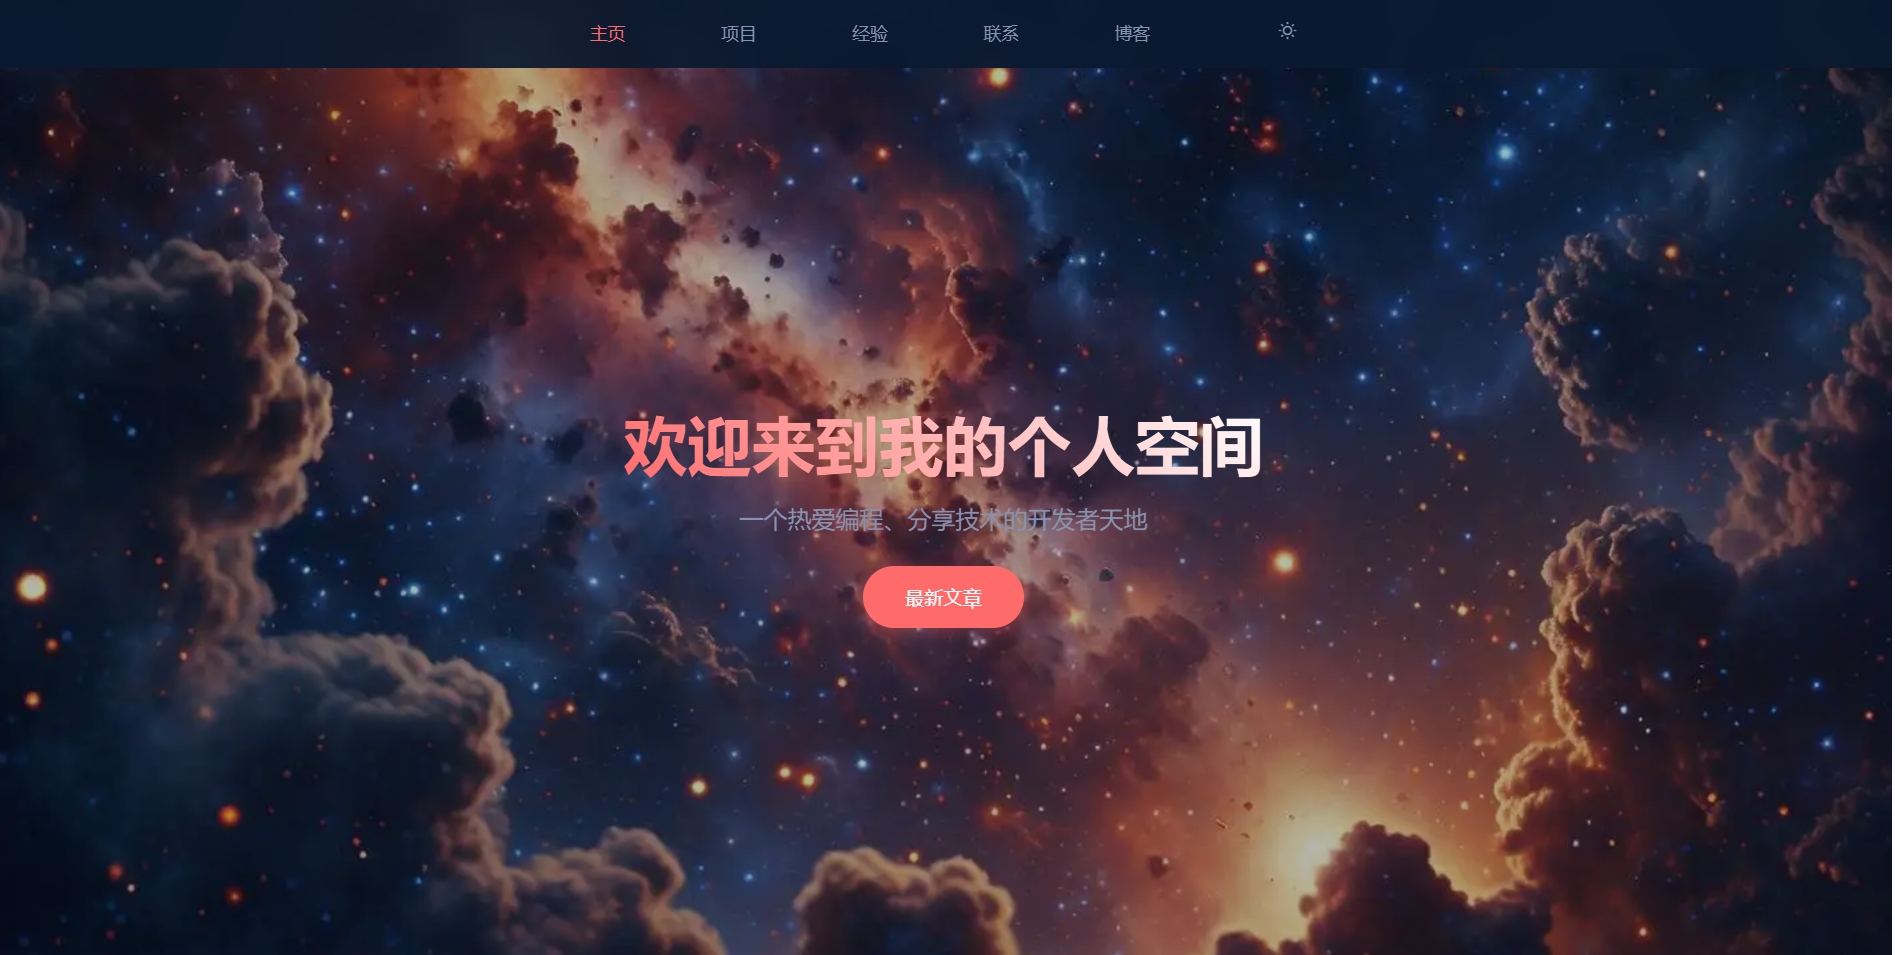 主页 项目 经验 联系 博客
欢迎来到我的个人空间
一个热爱编程、分享技术的开发者天地
最新文章